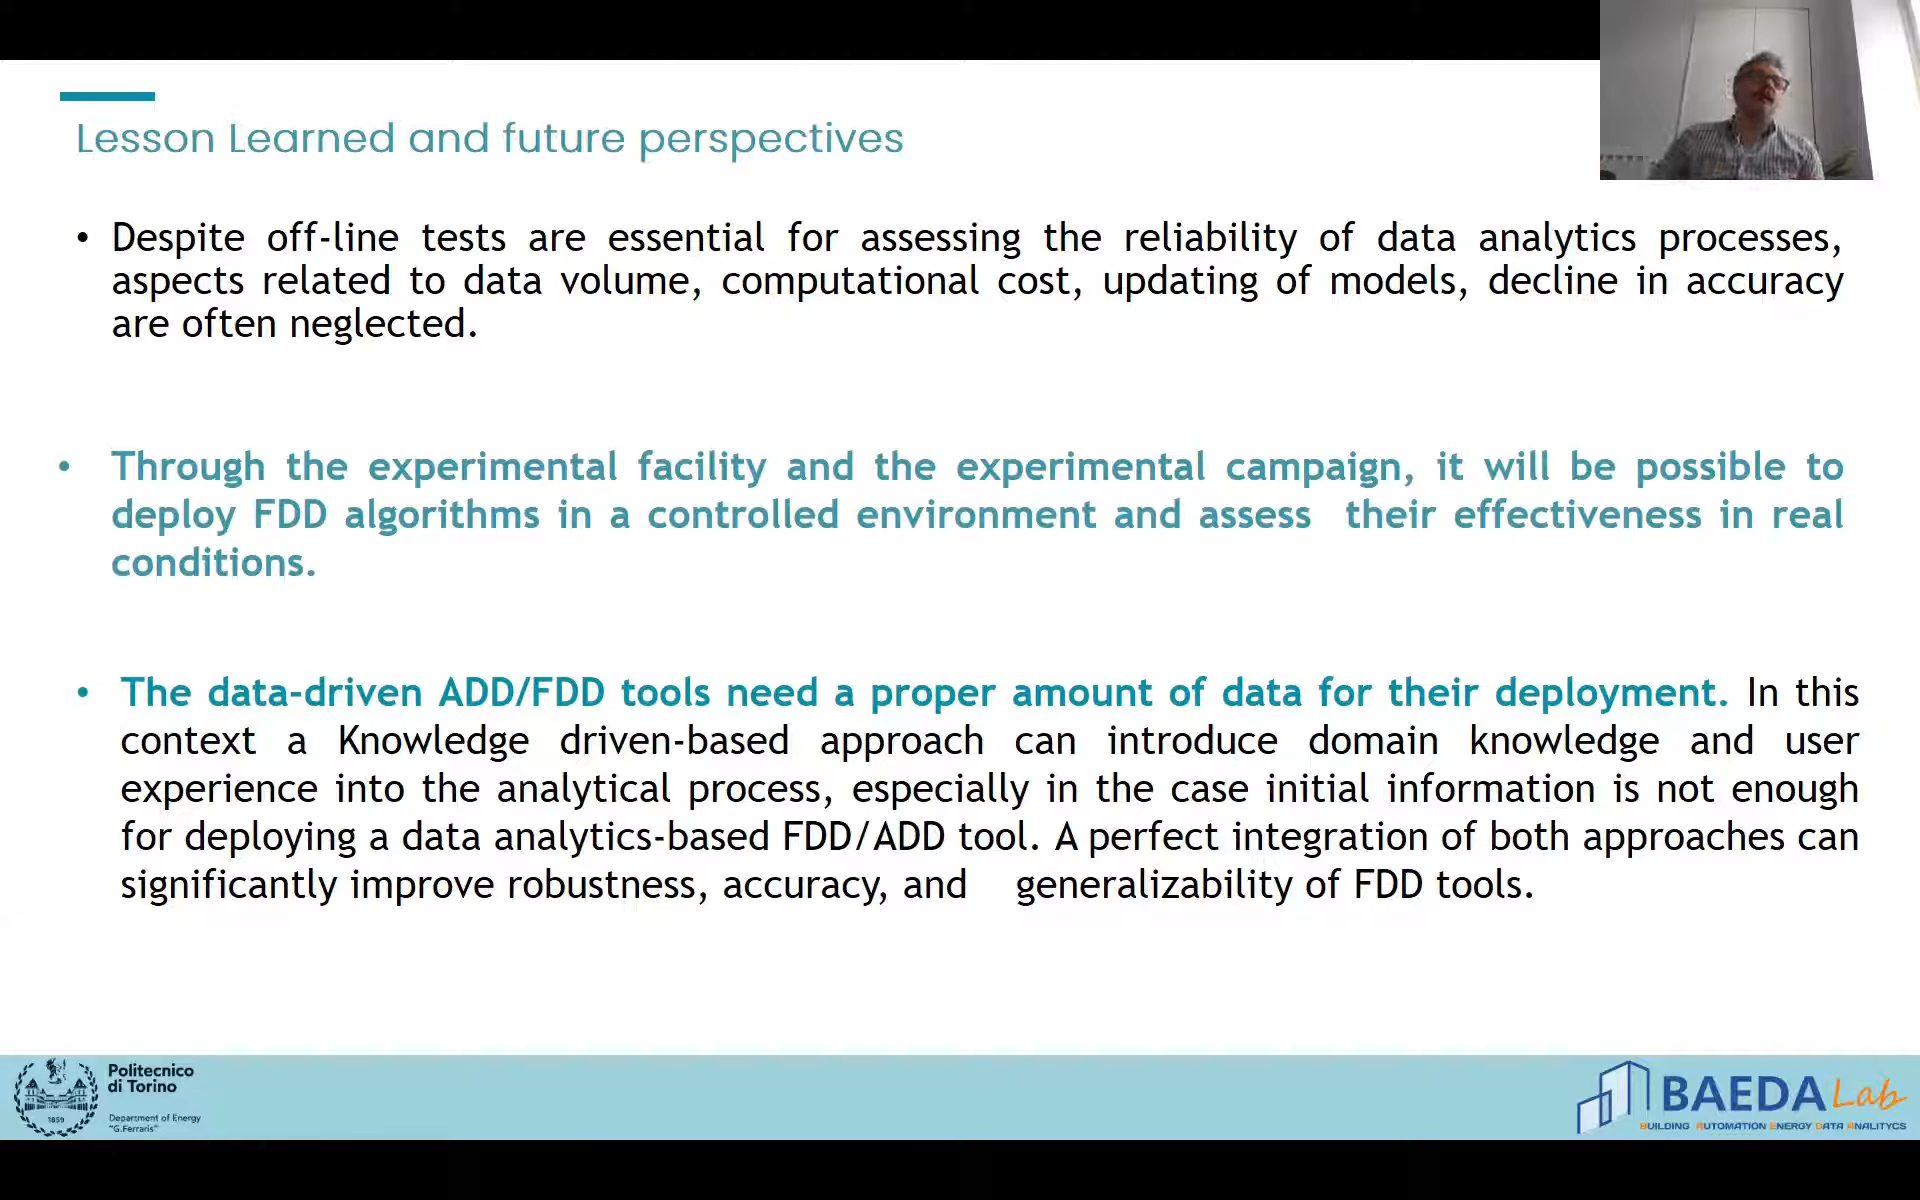 Lesson Learned and future perspectives
• Despite off-line tests are essential for assessing the reliability of data analytics processes,
aspects related to data volume, computational cost, updating of models, decline in accuracy
are often neglected.
• Through the experimental facility and the experimental campaign, it will be possible to
deploy FDD algorithms in a controlled environment and assess their effectiveness in real
conditions.
• The data-driven ADD/FDD tools need a proper amount of data for their deployment. In this
context a Knowledge driven-based approach can introduce domain knowledge and user
experience into the analytical process, especially in the case initial information is not enough
for deploying a data analytics-based FDD/ADD tool. A perfect integration of both approaches can
significantly improve robustness, accuracy, and generalizability of FDD tools.
1859
Politecnico
di Torino
Department of Energy
"G.Ferraris"
BAEDA Lab
BUILDING AUTOMATION ENERGY DATA ANALITYCS